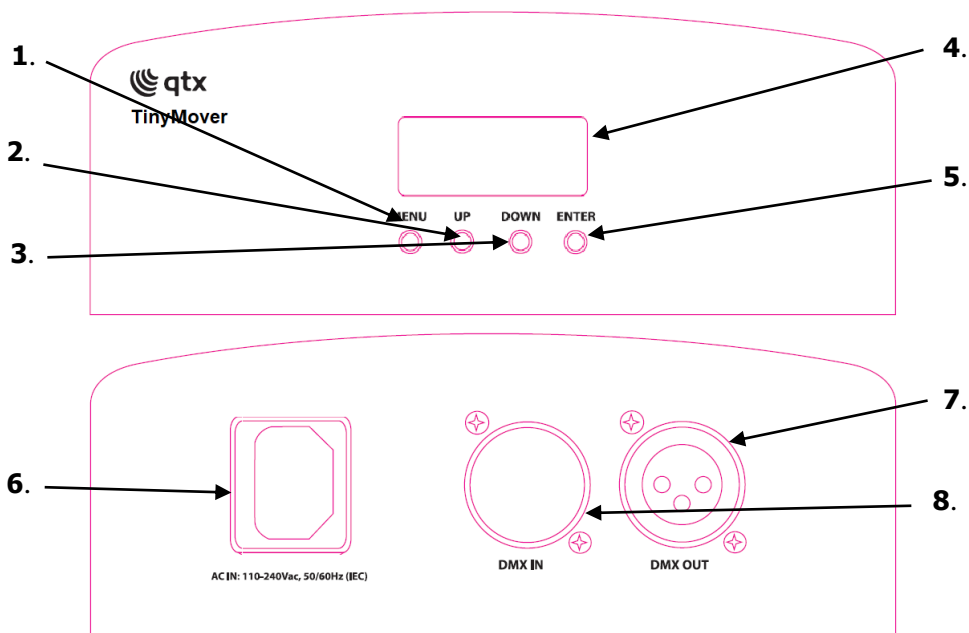 1.
4.
qtx
TinyMover
2.
5.
MENU UP DOWN ENTER
3.
7.
6.
8.
DMX IN DMX OUT
AC IN: 110-240Vac, 50/60Hz (IEC)